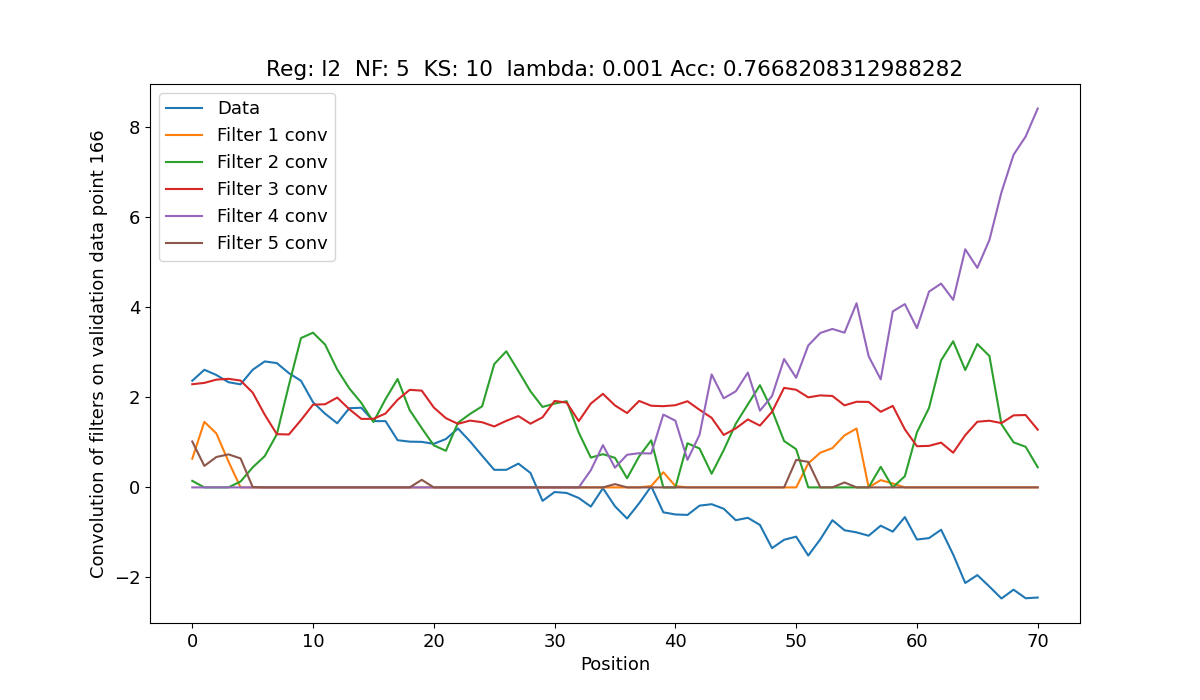 Reg: l2  NF: 5  KS: 10  lambda: 0.001 Acc: 0.7668208312988282
Data
Filter 1 conv
Filter 2 conv
Filter 3 conv
Filter 4 conv
Filter 5 conv
Convolution of filters on validation data point 166
8
6
4
2
0
−2
0 10 20 30 40 50 60 70
Position